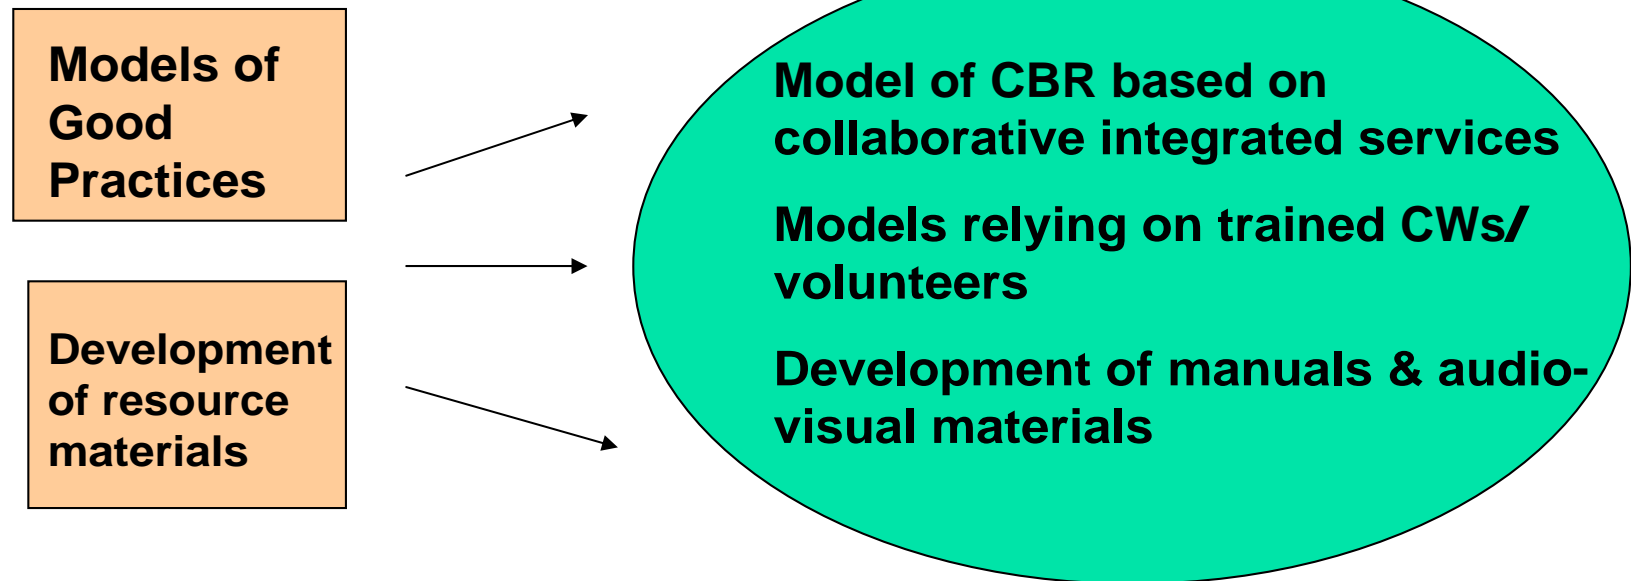 Models of
Good
Practices
Development
of resource
materials
Model of CBR based on
collaborative integrated services
Models relying on trained CWs/
volunteers
Development of manuals & audio-
visual materials